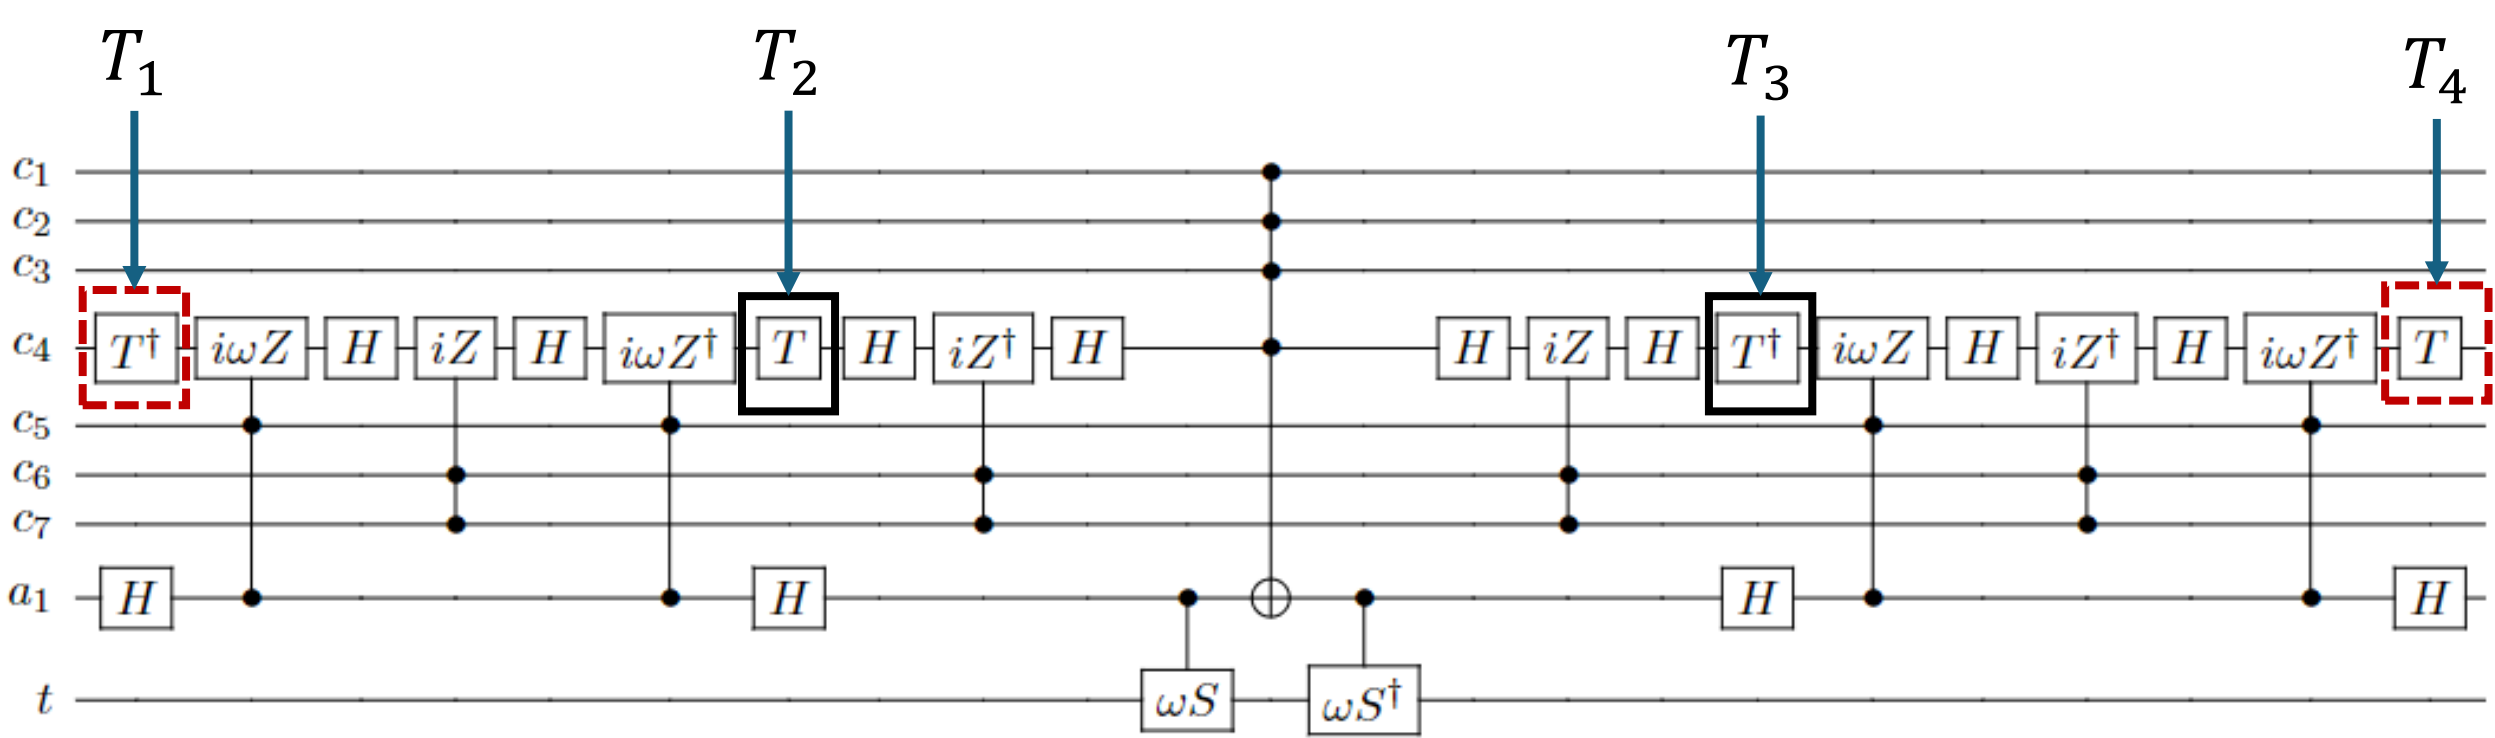 T₁ T₂ T₃ T₄
c₁
c₂
c₃
c₄ T† iωZ H iZ H iωZ† T H iZ† H H iZ H T† iωZ H iZ† H iωZ† T
c₅
c₆
c₇
a₁ H H H H
t ωS ωS†